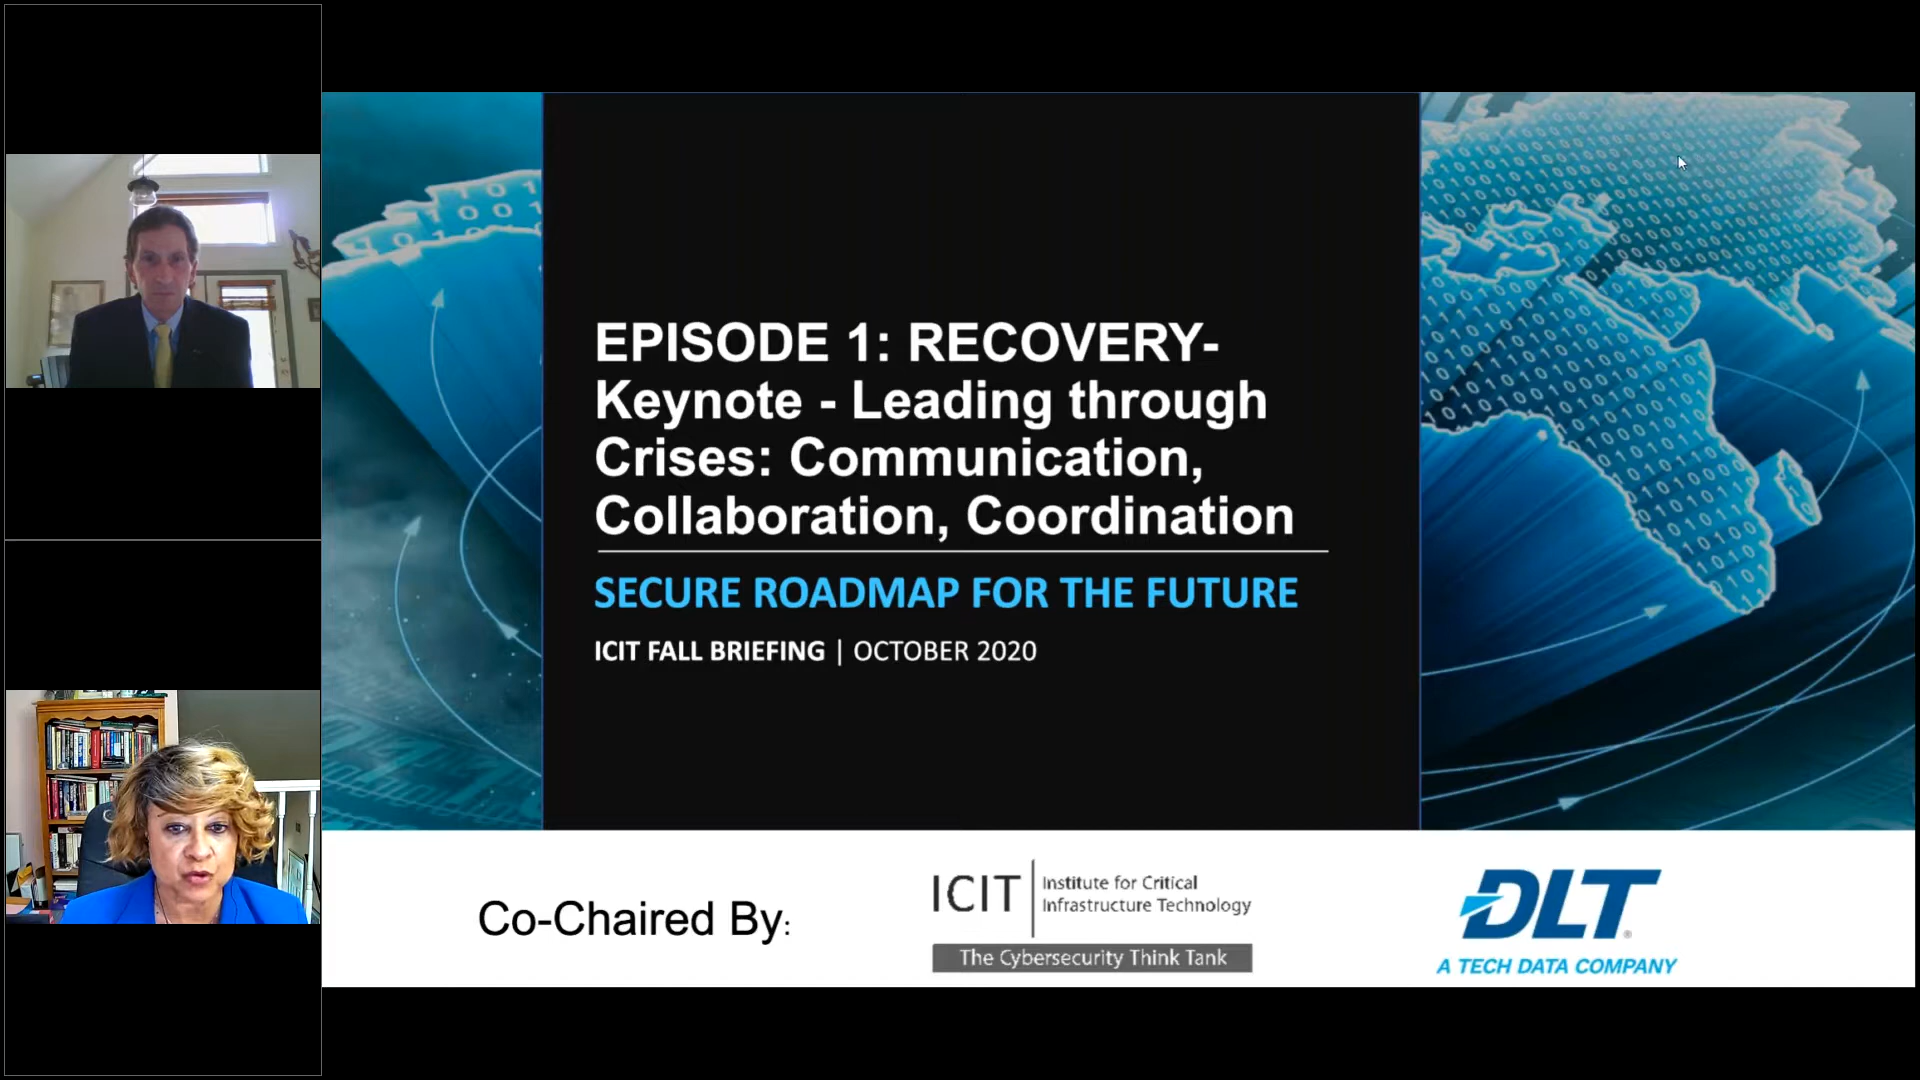 EPISODE 1: RECOVERY-
Keynote - Leading through
Crises: Communication,
Collaboration, Coordination
SECURE ROADMAP FOR THE FUTURE
ICIT FALL BRIEFING | OCTOBER 2020
Co-Chaired By:
ICIT
Institute for Critical
Infrastructure Technology
The Cybersecurity Think Tank
DLT®
A TECH DATA COMPANY